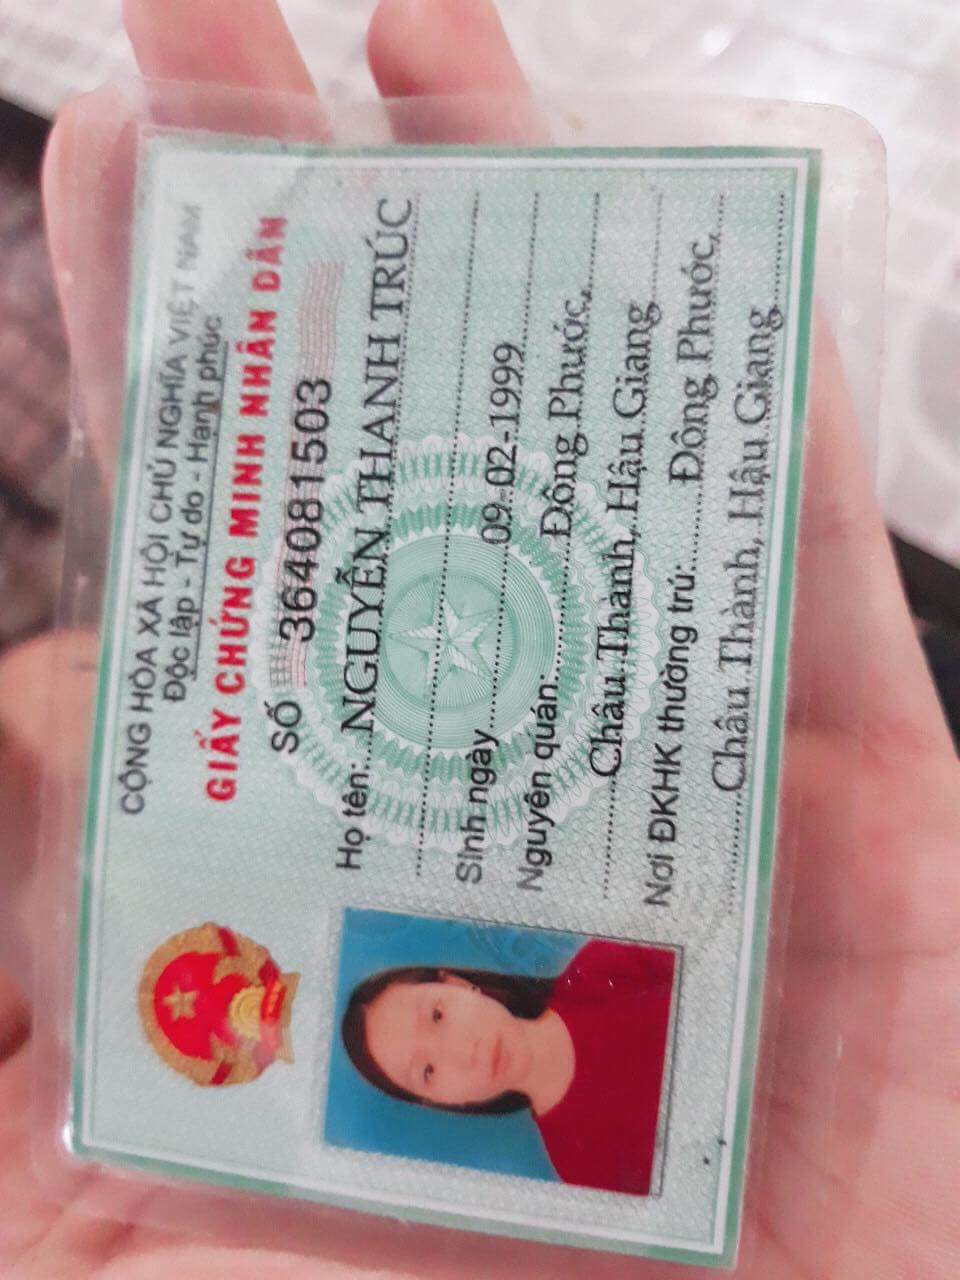 CỘNG HÒA XÃ HỘI CHỦ NGHĨA VIỆT NAM
Độc lập - Tự do - Hạnh phúc
GIẤY CHỨNG MINH NHÂN DÂN
SỐ 364081503
Họ tên: NGUYỄN THANH TRÚC
Sinh ngày 09-02-1999
Nguyên quán: Đông Phước,
Châu Thành, Hậu Giang
Nơi ĐKHK thường trú: Đông Phước,
Châu Thành, Hậu Giang